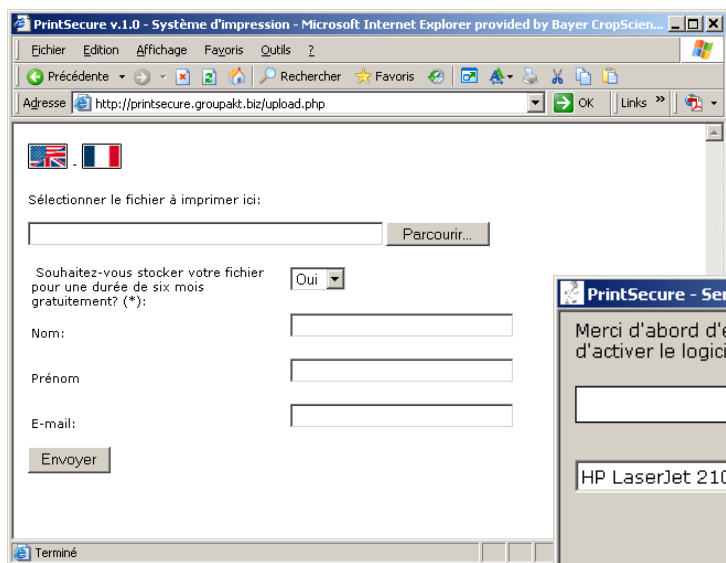 PrintSecure v.1.0 - Système d'impression - Microsoft Internet Explorer provided by Bayer CropScien...
Fichier Edition Affichage Favoris Outils ?
Précédente Rechercher Favoris
Adresse http://printsecure.groupakt.biz/upload.php OK Links »
-
Sélectionner le fichier à imprimer ici:
Parcourir...
Souhaitez-vous stocker votre fichier
pour une durée de six mois
gratuitement? (*):
Oui
Nom:
Prénom
E-mail:
Envoyer
Terminé
PrintSecure - Ser
Merci d'abord d'e
d'activer le logici
HP LaserJet 210